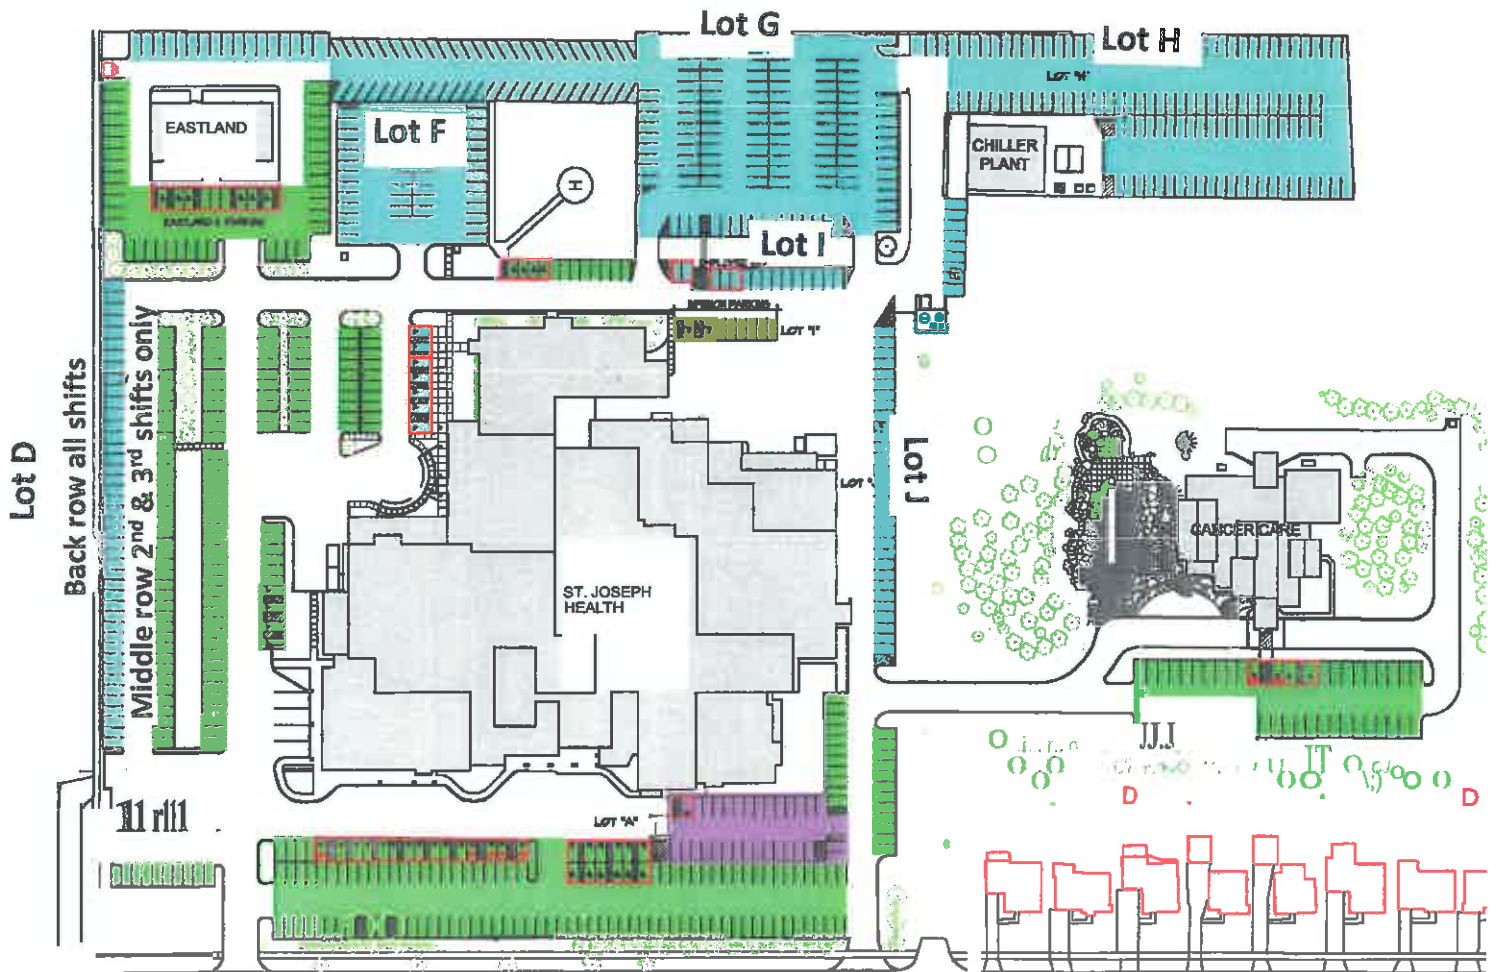 Lot G
Lot H
LOT "H"
EASTLAND
Lot F
CHILLER
PLANT
H
Lot I
LOT "I"
Lot D
Back row all shifts
Middle row 2nd & 3rd shifts only
Lot J
LOT
CANCER CARE
ST. JOSEPH
HEALTH
LOT "A"
D
D